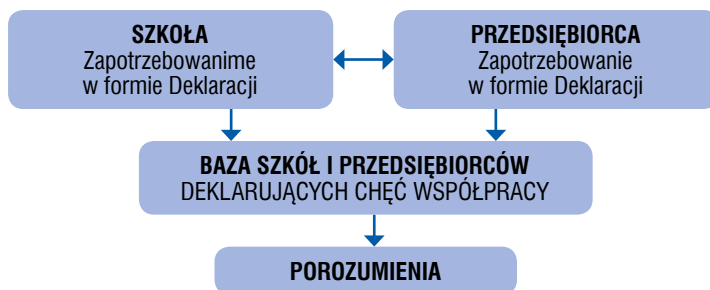 SZKOŁA
Zapotrzebowanime
w formie Deklaracji
PRZEDSIĘBIORCA
Zapotrzebowanie
w formie Deklaracji
BAZA SZKÓŁ I PRZEDSIĘBIORCÓW
DEKLARUJĄCYCH CHĘĆ WSPÓŁPRACY
POROZUMIENIA